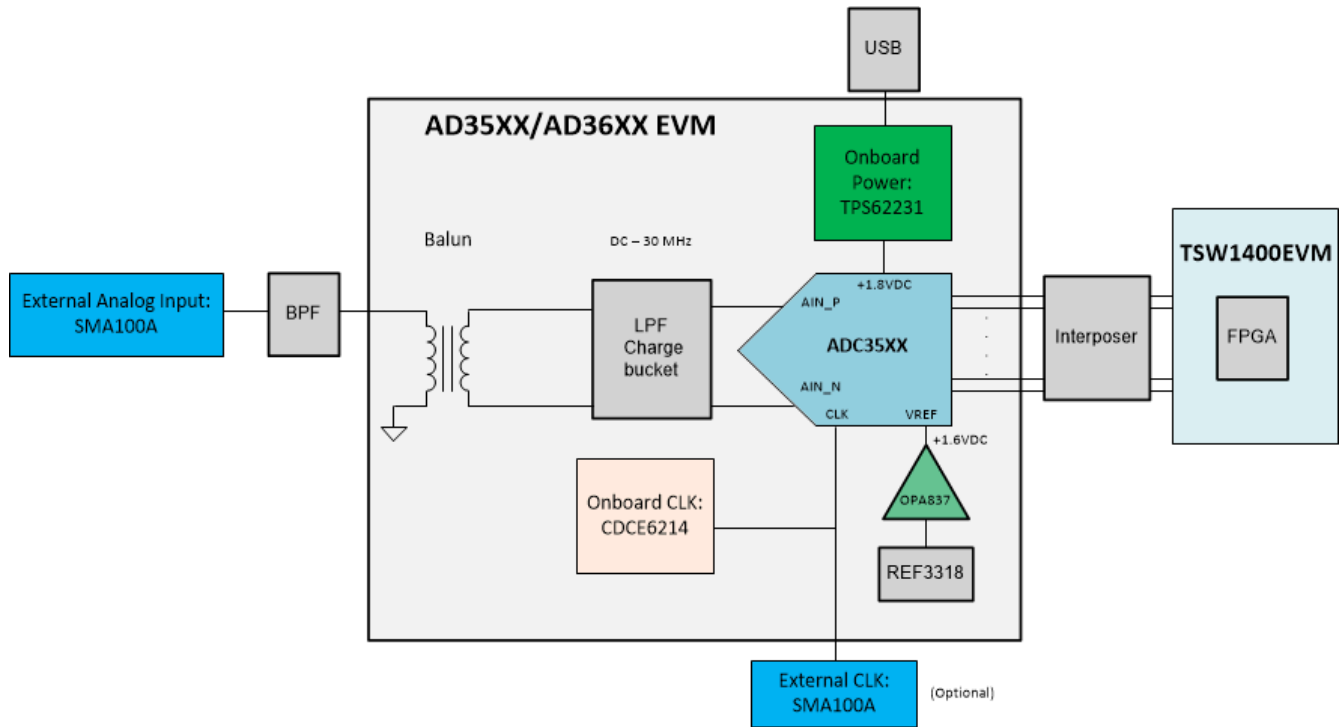 USB
AD35XX/AD36XX EVM
Onboard
Power:
TPS62231
Balun
DC – 30 MHz
TSW1400EVM
External Analog Input:
SMA100A
BPF
LPF
Charge
bucket
+1.8VDC
AIN_P
ADC35XX
AIN_N
CLK
VREF
Interposer
FPGA
+1.6VDC
OPA837
Onboard CLK:
CDCE6214
REF3318
External CLK:
SMA100A
(Optional)